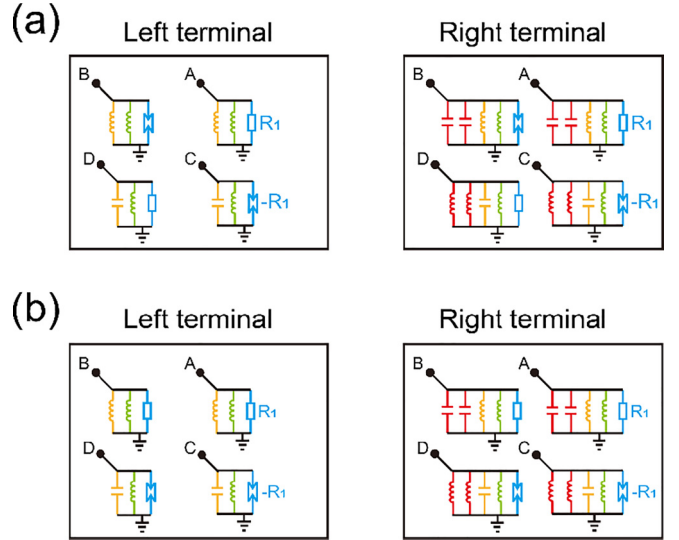 (a)
Left terminal
Right terminal
B
A
R1
B
A
R1
D
C
-R1
D
C
-R1
(b)
Left terminal
Right terminal
B
A
R1
B
A
R1
D
C
-R1
D
C
-R1